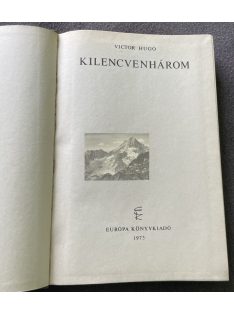 VICTOR HUGO
KILENCVENHÁROM
EURÓPA KÖNYVKIADÓ
1975